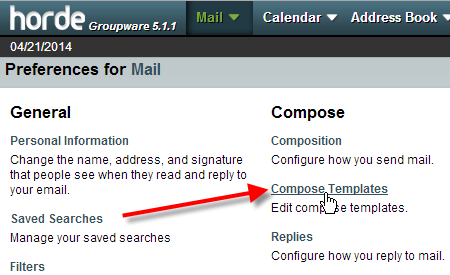 horde Groupware 5.1.1 Mail Calendar Address Book
04/21/2014
Preferences for Mail
General
Personal Information
Change the name, address, and signature
that people see when they read and reply to
your email.
Saved Searches
Manage your saved searches
Filters
Compose
Composition
Configure how you send mail.
Compose Templates
Edit compose templates.
Replies
Configure how you reply to mail.